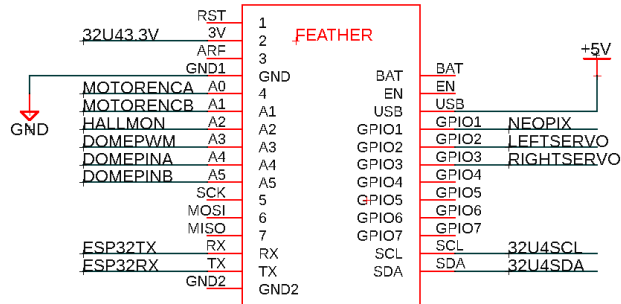 RST 1
32U43.3V 3V 2 FEATHER
+5V
ARF 3
GND1 GND BAT BAT
MOTORENCA A0 4 EN EN
MOTORENCB A1 A1 USB USB
HALLMON A2 A2 GPIO1 GPIO1 NEOPIX
GND
DOMEPWM A3 A3 GPIO2 GPIO2 LEFTSERVO
DOMEPINA A4 A4 GPIO3 GPIO3 RIGHTSERVO
DOMEPINB A5 A5 GPIO4 GPIO4
SCK 5 GPIO5 GPIO5
MOSI 6 GPIO6 GPIO6
MISO 7 GPIO7 GPIO7
ESP32TX RX RX SCL SCL 32U4SCL
ESP32RX TX TX SDA SDA 32U4SDA
GND2 GND2